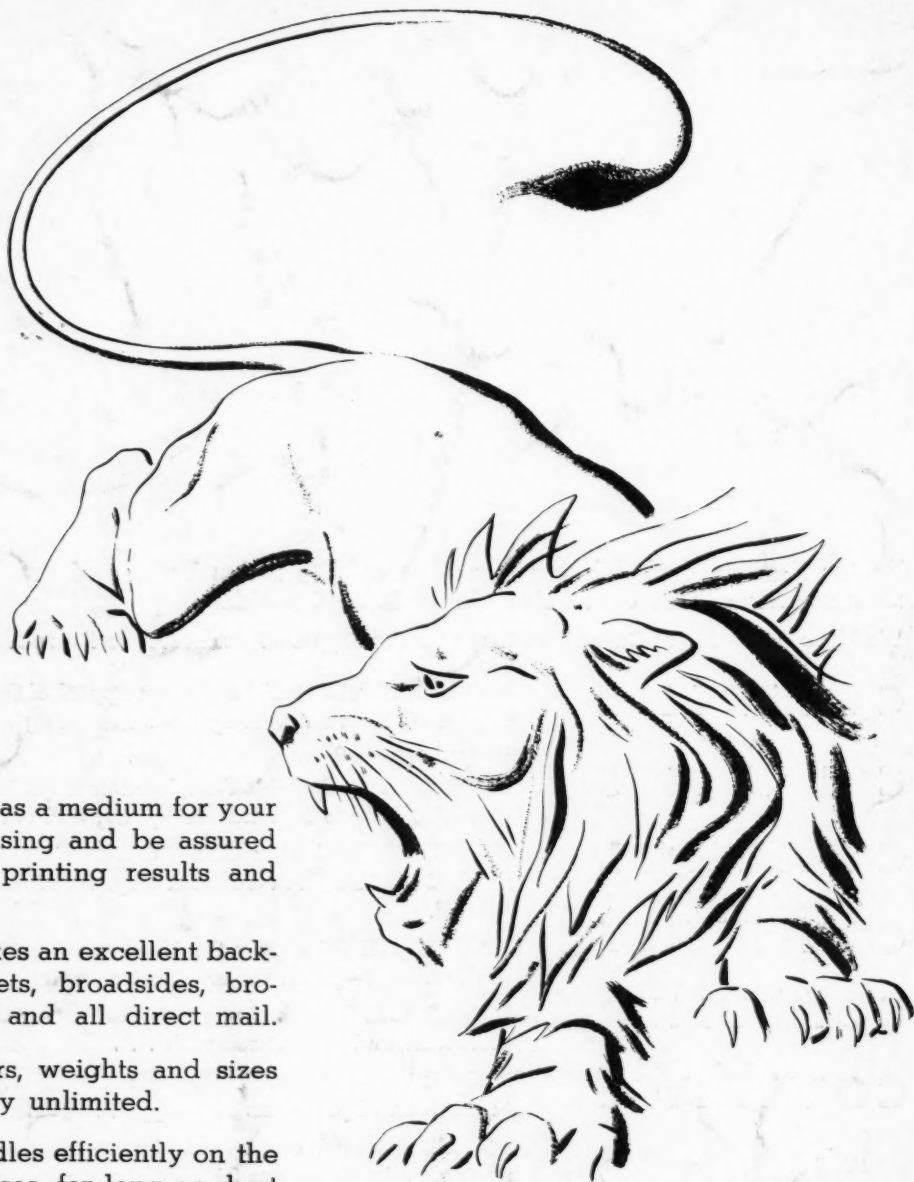 as a medium for your
sing and be assured
printing results and
es an excellent back-
ets, broadsides, bro-
and all direct mail.
rs, weights and sizes
y unlimited.
dles efficiently on the